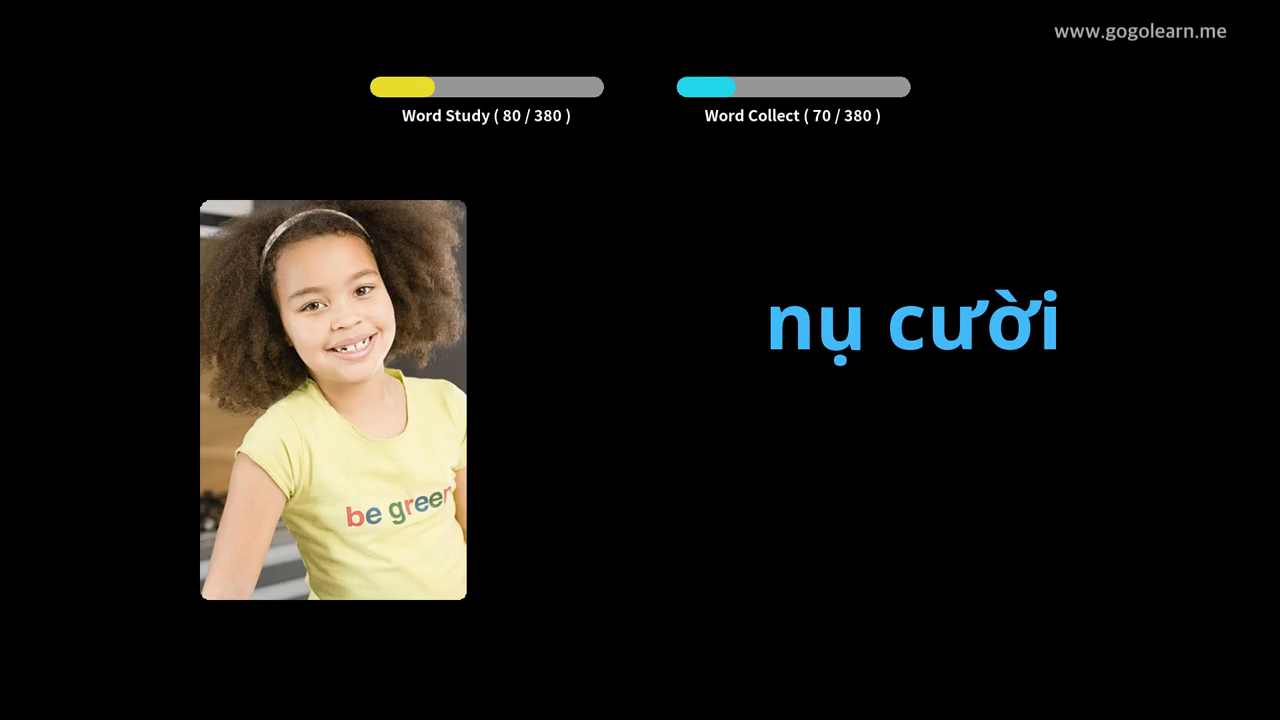 www.gogolearn.me
Word Study ( 80 / 380 )
Word Collect ( 70 / 380 )
nụ cười
be green